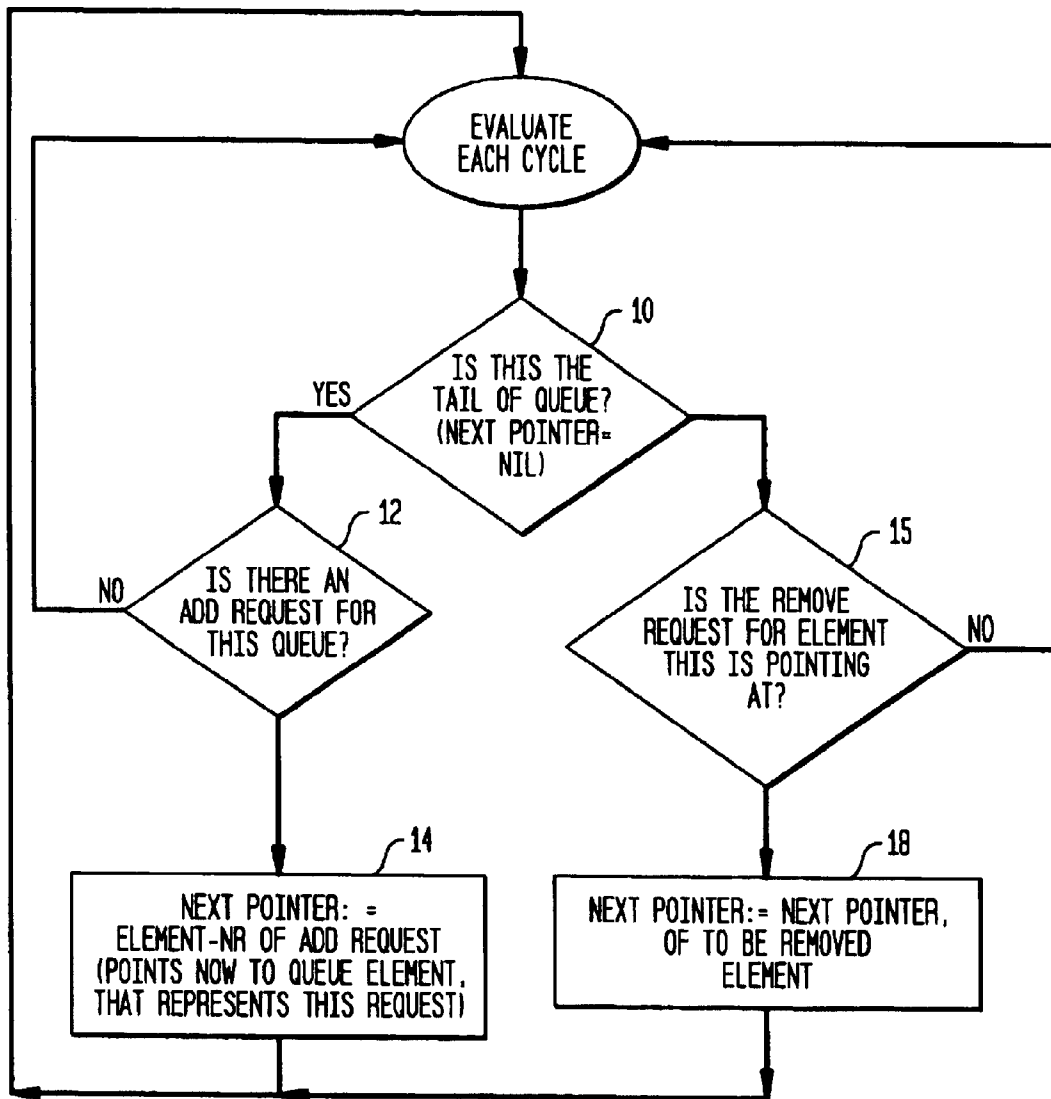 EVALUATE
EACH CYCLE
10
IS THIS THE
TAIL OF QUEUE?
(NEXT POINTER=
NIL)
YES
12
IS THERE AN
ADD REQUEST FOR
THIS QUEUE?
NO
15
IS THE REMOVE
REQUEST FOR ELEMENT
THIS IS POINTING
AT?
NO
14
NEXT POINTER: =
ELEMENT-NR OF ADD REQUEST
(POINTS NOW TO QUEUE ELEMENT,
THAT REPRESENTS THIS REQUEST)
18
NEXT POINTER:= NEXT POINTER,
OF TO BE REMOVED
ELEMENT